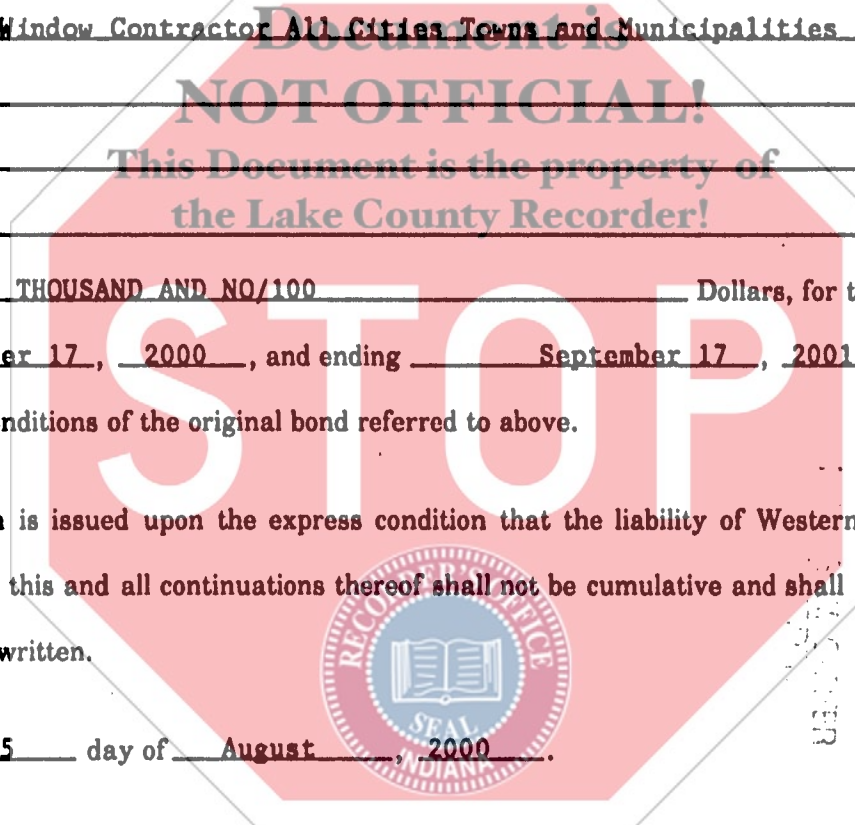 Window Contractor All Cities Towns and Municipalities
Document is
NOT OFFICIAL!
This Document is the property of
the Lake County Recorder!
THOUSAND AND NO/100 Dollars, for t
er 17, 2000, and ending September 17, 2001
nditions of the original bond referred to above.
STOP
is issued upon the express condition that the liability of Western
this and all continuations thereof shall not be cumulative and shall
written.
RECORDER'S OFFICE
SEAL
INDIANA
5 day of August, 2000.